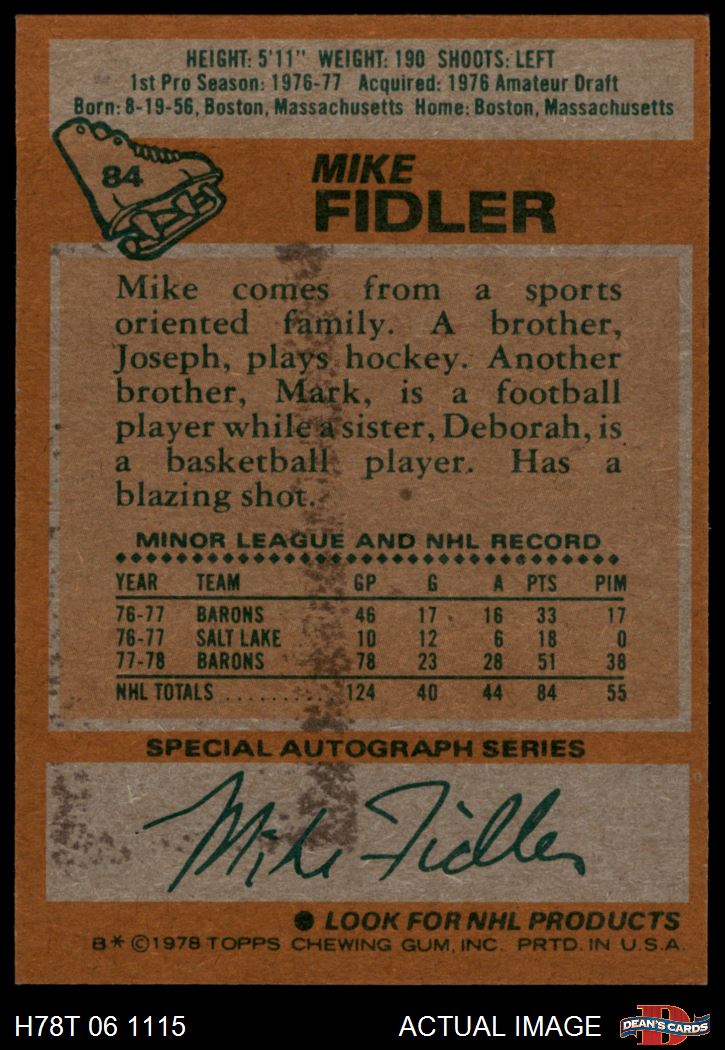 HEIGHT: 5'11" WEIGHT: 190 SHOOTS: LEFT
1st Pro Season: 1976-77 Acquired: 1976 Amateur Draft
Born: 8-19-56, Boston, Massachusetts Home: Boston, Massachusetts
84
MIKE
FIDLER
Mike comes from a sports
oriented family. A brother,
Joseph, plays hockey. Another
brother, Mark, is a football
player while a sister, Deborah, is
a basketball player. Has a
blazing shot.
MINOR LEAGUE AND NHL RECORD
YEAR TEAM GP G A PTS PIM
76-77 BARONS 46 17 16 33 17
76-77 SALT LAKE 10 12 6 18 0
77-78 BARONS 78 23 28 51 38
NHL TOTALS .......... 124 40 44 84 55
SPECIAL AUTOGRAPH SERIES
Mike Fidler
● LOOK FOR NHL PRODUCTS
B* ©1978 TOPPS CHEWING GUM, INC. PRTD. IN U.S.A.
H78T 06 1115 ACTUAL IMAGE
D
DEAN'S CARDS